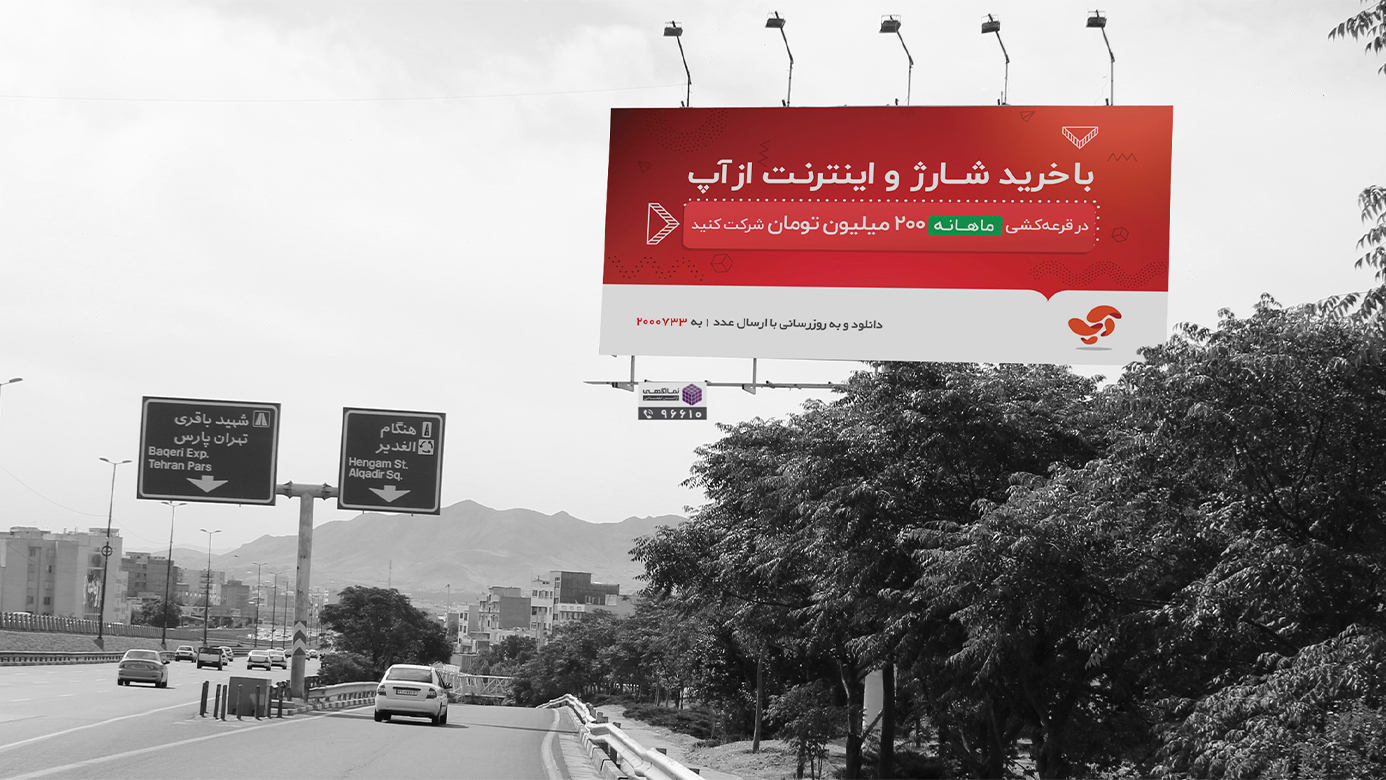 با خرید شارژ و اینترنت از آپ
در قرعه‌کشی ماهانه ۲۰۰ میلیون تومان شرکت کنید
دانلود و به روزرسانی با ارسال عدد ۱ به ۲۰۰۰۷۳۳
۹۶۶۱۰
شهید باقری
تهران پارس
Baqeri Exp.
Tehran Pars
هنگام
الغدیر
Hengam St.
Alqadir Sq.